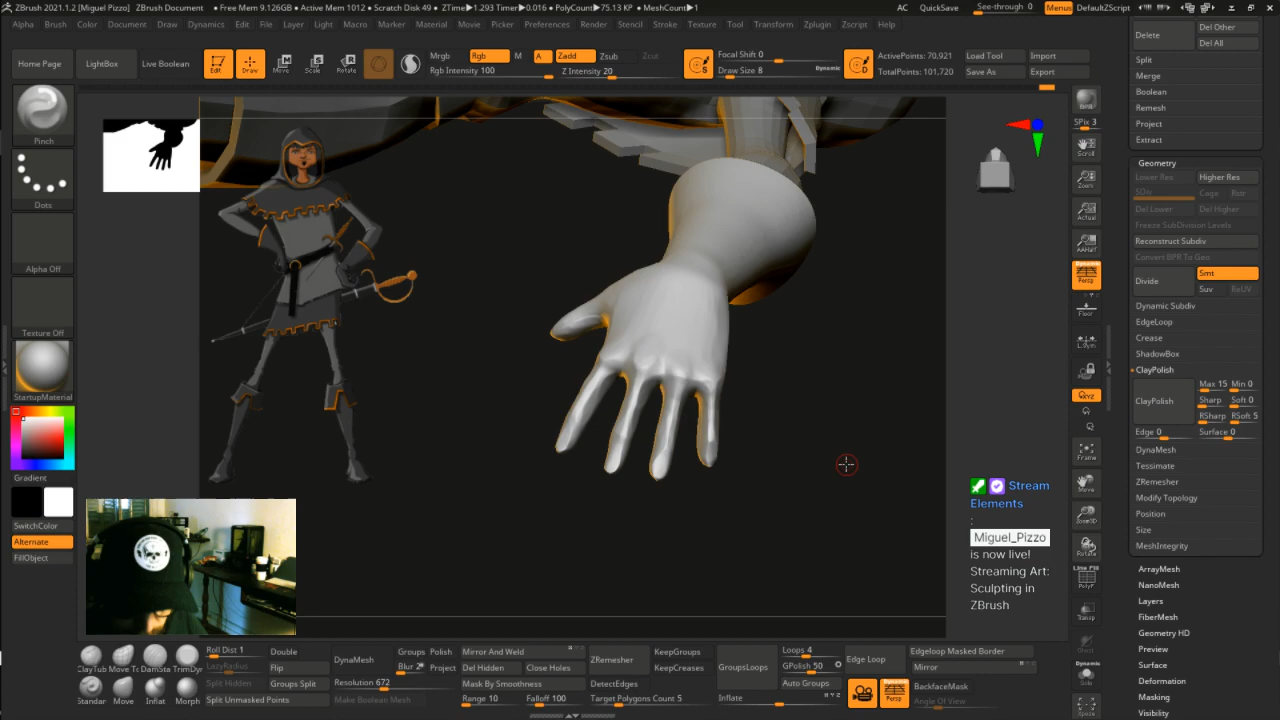 ZBrush 2021.1.2 [Miguel Pizzo] ZBrush Document • Free Mem 9.126GB • Active Mem 1012 • Scratch Disk 49 • ZTime▶1.293 Timer▶0.016 • PolyCount▶75.13 KP • MeshCount▶1 AC QuickSave See-through 0 Menus DefaultZScript
Alpha Brush Color Document Draw Dynamics Edit File Layer Light Macro Marker Material Movie Picker Preferences Render Stencil Stroke Texture Tool Transform Zplugin Zscript Help
Home Page LightBox Live Boolean Edit Draw Move Scale Rotate
Mrgb Rgb M A Zadd Zsub Zcut
Rgb Intensity 100 Z Intensity 20
Focal Shift 0
Draw Size 8 Dynamic
ActivePoints: 70,921
TotalPoints: 101,720
Load Tool Import
Save As Export
Pinch
Dots
Alpha Off
Texture Off
StartupMaterial
Gradient
SwitchColor
Alternate
FillObject
BPR
SPix 3
Scroll
Zoom
Actual
AAHalf
Dynamic
Persp
Floor
L.Sym
XYZ
Frame
Move
Zoom3D
Rotate
Line Fill
PolyF
Transp
Ghost
Dynamic
Solo
Xpose
Delete Del Other
Del All
Split
Merge
Boolean
Remesh
Project
Extract
Geometry
Lower Res Higher Res
SDiv Cage Rstr
Del Lower Del Higher
Freeze SubDivision Levels
Reconstruct Subdiv
Convert BPR To Geo
Divide Smt
Suv ReUV
Dynamic Subdiv
EdgeLoop
Crease
ShadowBox
ClayPolish
ClayPolish Max 15 Min 0
Sharp Soft 0
RSharp RSoft 5
Edge 0 Surface 0
DynaMesh
Tessimate
ZRemesher
Modify Topology
Position
Size
MeshIntegrity
ArrayMesh
NanoMesh
Layers
FiberMesh
Geometry HD
Preview
Surface
Deformation
Masking
Visibility
Stream
Elements
:
Miguel_Pizzo
is now live!
Streaming Art:
Sculpting in
ZBrush
ClayTub Move To DamSta TrimDyn
Standar Move Inflat Morph
Roll Dist 1 Double
LazyRadius Flip
Split Hidden Groups Split
Split Unmasked Points
DynaMesh Groups Polish
Blur 2 Project
Resolution 672
Mirror And Weld
Del Hidden Close Holes
Mask By Smoothness
Range 10 Falloff 100
ZRemesher KeepGroups
KeepCreases
DetectEdges
Target Polygons Count 5
GroupsLoops Loops 4
GPolish 50
Auto Groups
Inflate
Edge Loop Edgeloop Masked Border
Mirror
Persp BackfaceMask
Angle Of View